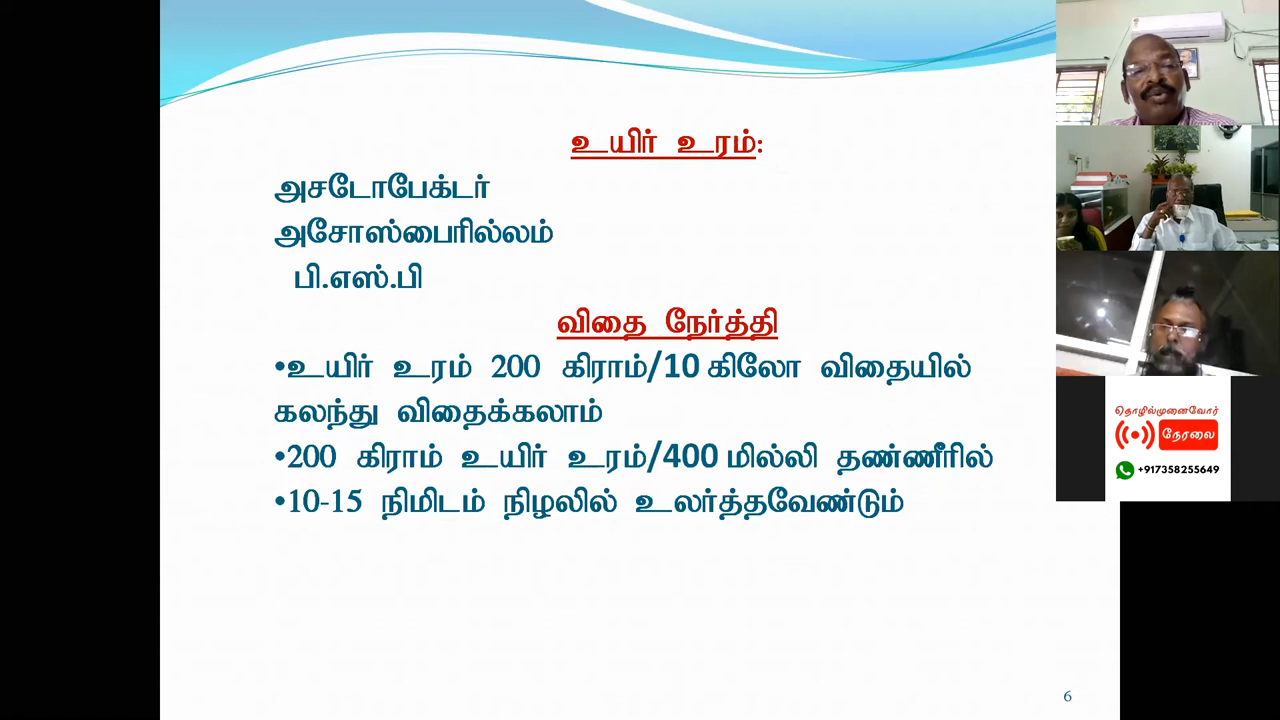 உயிர் உரம்:
அசடோபேக்டர்
அசோஸ்பைரில்லம்
பி.எஸ்.பி
விதை நேர்த்தி
•உயிர் உரம் 200 கிராம்/10 கிலோ விதையில்
கலந்து விதைக்கலாம்
•200 கிராம் உயிர் உரம்/400 மில்லி தண்ணீரில்
•10-15 நிமிடம் நிழலில் உலர்த்தவேண்டும்
6
தொழில்முனைவோர்
நேரலை
+917358255649